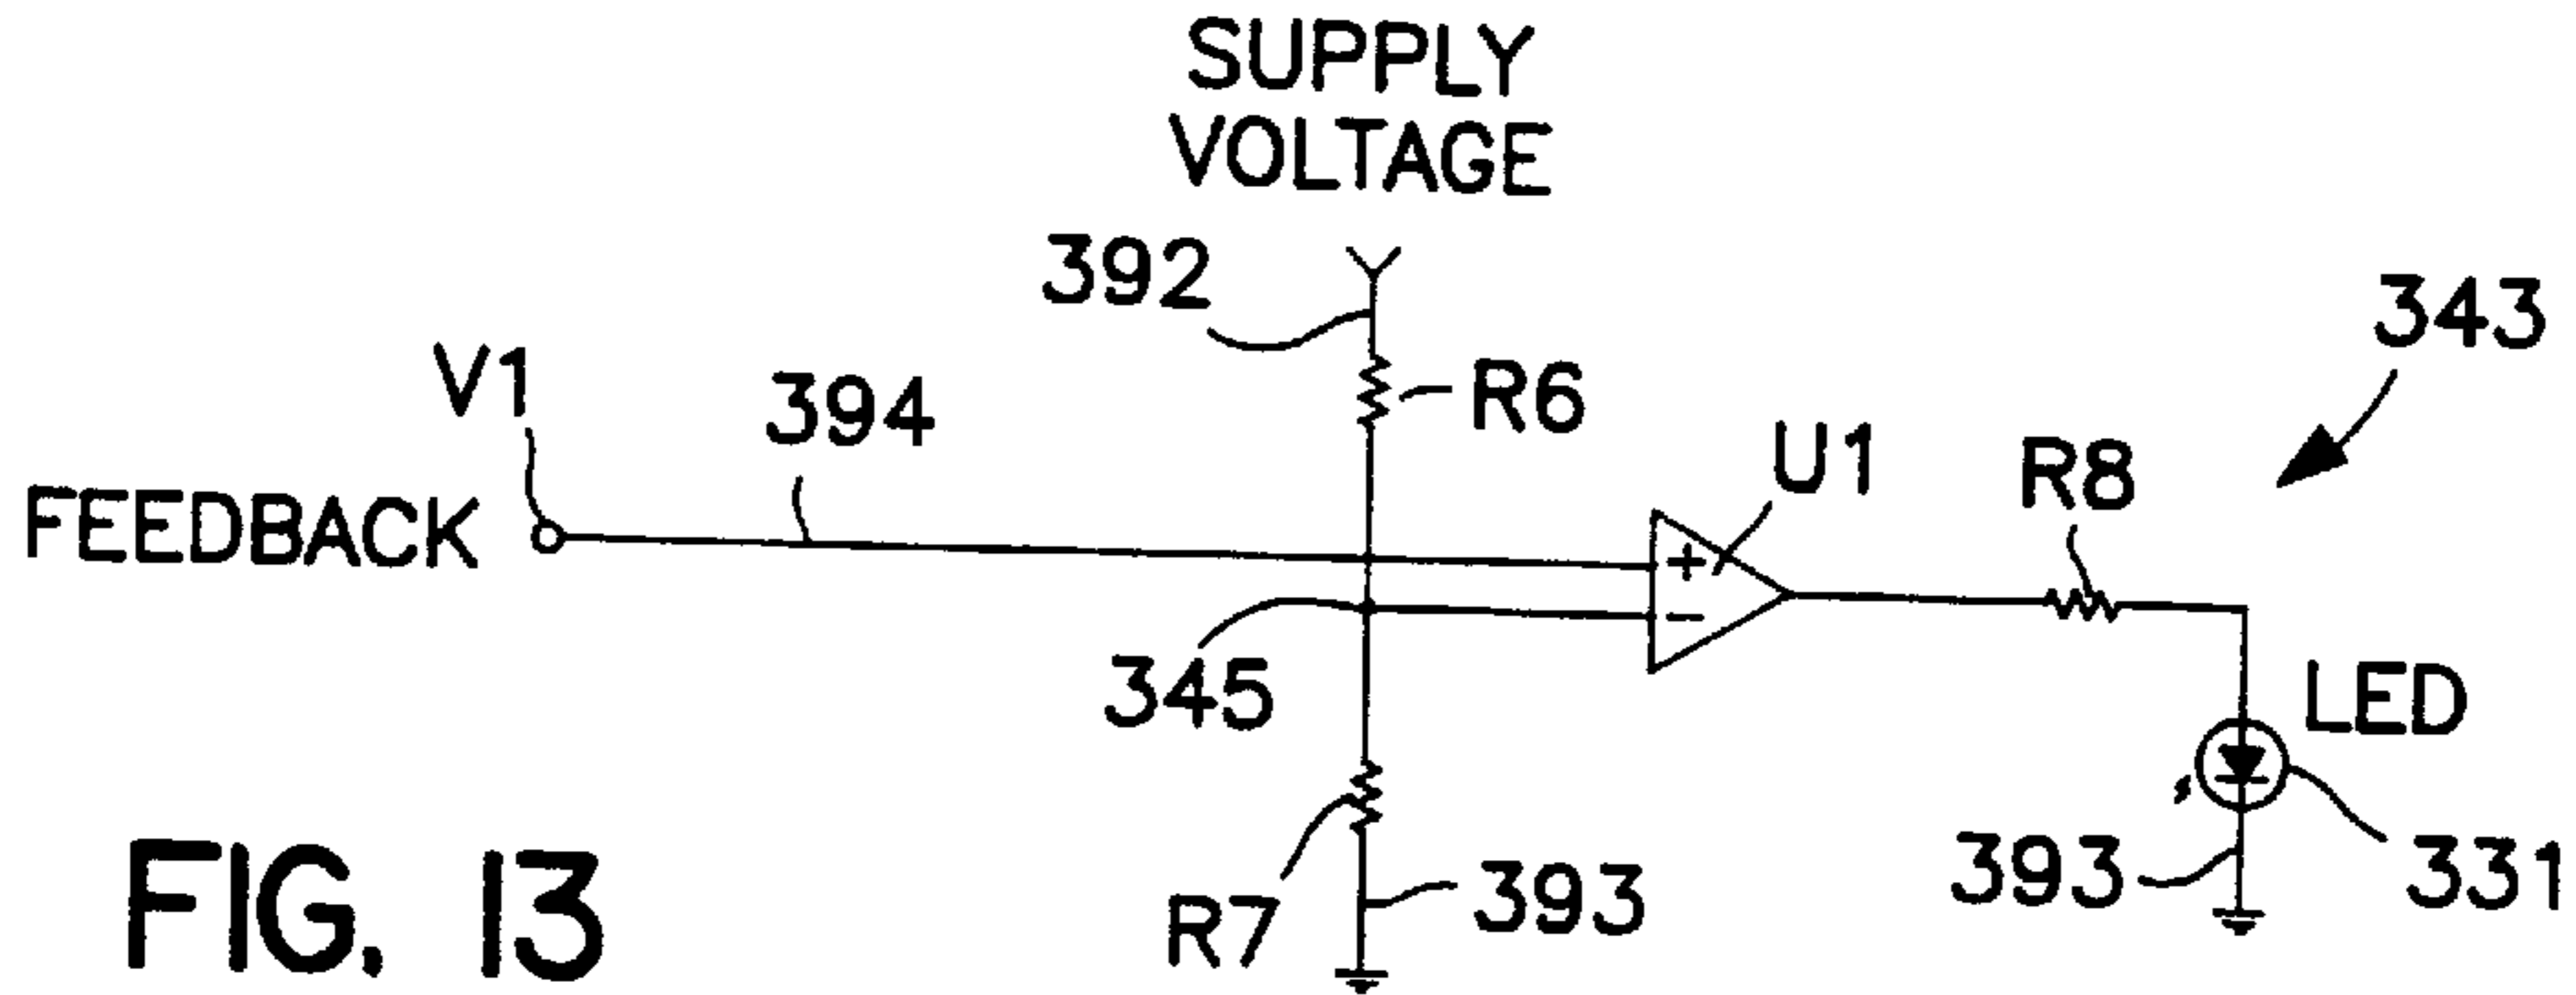 SUPPLY
VOLTAGE
392
343
V1
394
R6
U1
R8
FEEDBACK
+
-
345
LED
R7
393
393
331
FIG. 13